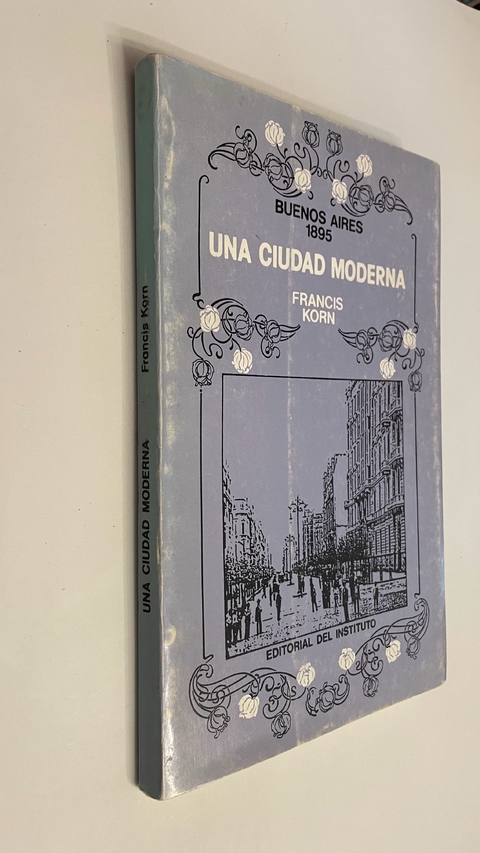 BUENOS AIRES
1895
UNA CIUDAD MODERNA
FRANCIS
KORN
EDITORIAL DEL INSTITUTO
UNA CIUDAD MODERNA Francis Korn